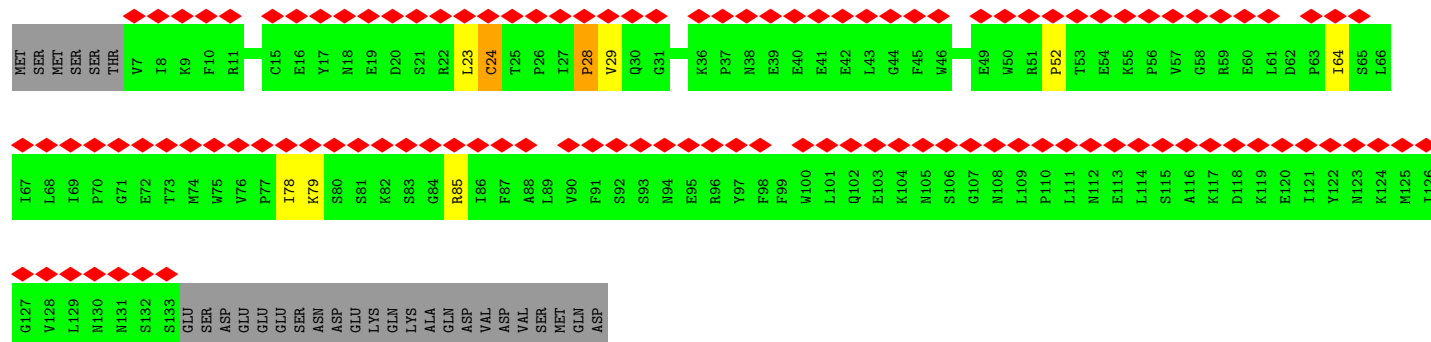 MET SER MET SER SER THR V7 I8 K9 F10 R11 C15 E16 Y17 N18 E19 D20 S21 R22 L23 C24 T25 P26 I27 P28 V29 Q30 G31 K36 P37 N38 E39 E40 E41 E42 L43 G44 F45 W46 E49 W50 R51 P52 T53 E54 K55 P56 V57 G58 R59 E60 L61 D62 P63 I64 S65 L66
I67 L68 I69 P70 G71 E72 T73 M74 W75 V76 P77 I78 K79 S80 S81 K82 S83 G84 R85 I86 F87 A88 L89 V90 F91 S92 S93 N94 E95 R96 Y97 F98 F99 W100 L101 Q102 E103 K104 N105 S106 G107 N108 L109 P110 L111 N112 E113 L114 S115 A116 K117 D118 K119 E120 I121 Y122 N123 K124 M125 I126
G127 V128 L129 N130 N131 S132 S133 GLU SER ASP GLU GLU GLU SER ASN ASP GLU LYS GLN LYS ALA GLN ASP VAL ASP VAL SER MET GLN ASP